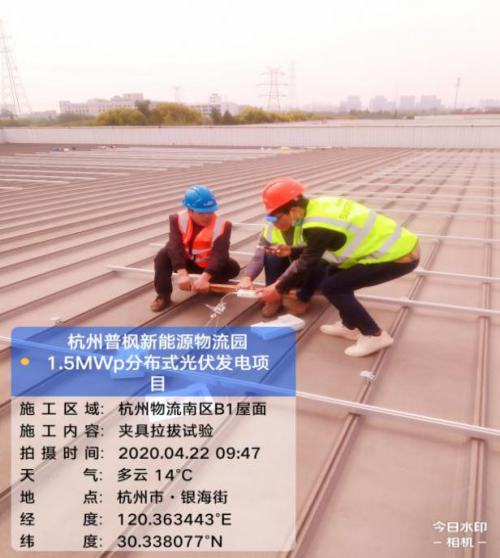 杭州普枫新能源物流园
1.5MWp分布式光伏发电项
目
施工区域: 杭州物流南区B1屋面
施工内容: 夹具拉拔试验
拍摄时间: 2020.04.22 09:47
天气: 多云 14°C
地点: 杭州市·银海街
经度: 120.363443°E
纬度: 30.338077°N
今日水印
－相机－